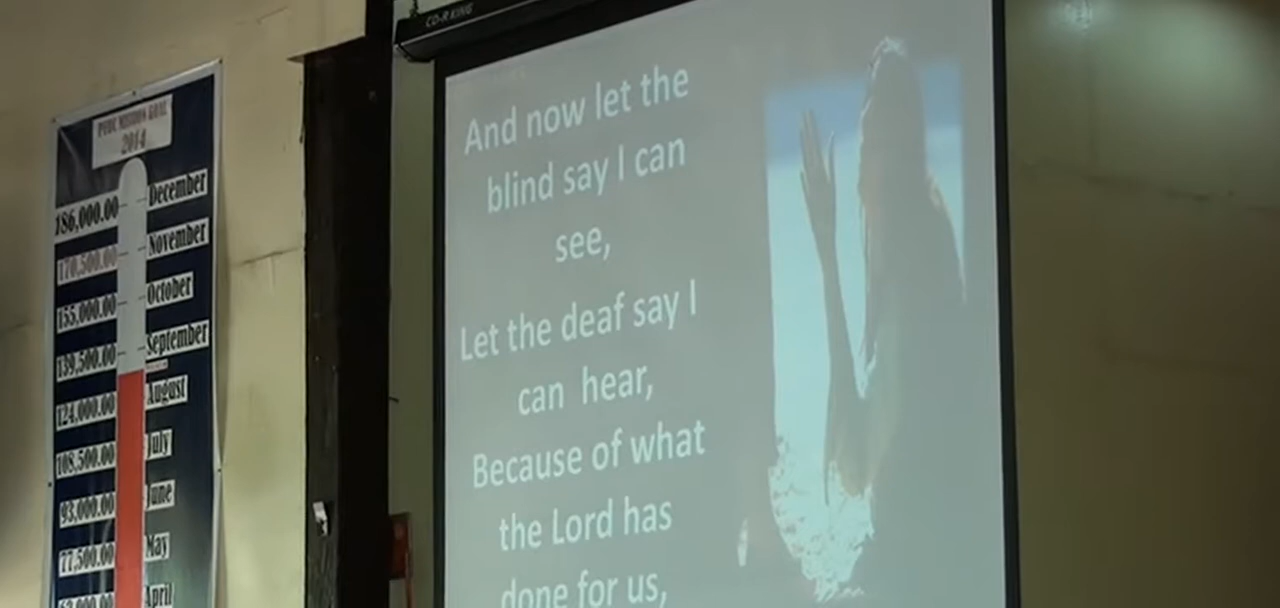 CD-R KING
MISSION GOAL
2014
186,000.00 December
170,500.00 November
155,000.00 October
139,500.00 September
124,000.00 August
108,500.00 July
93,000.00 June
77,500.00 May
April
And now let the
blind say I can
see,
Let the deaf say I
can hear,
Because of what
the Lord has
done for us,